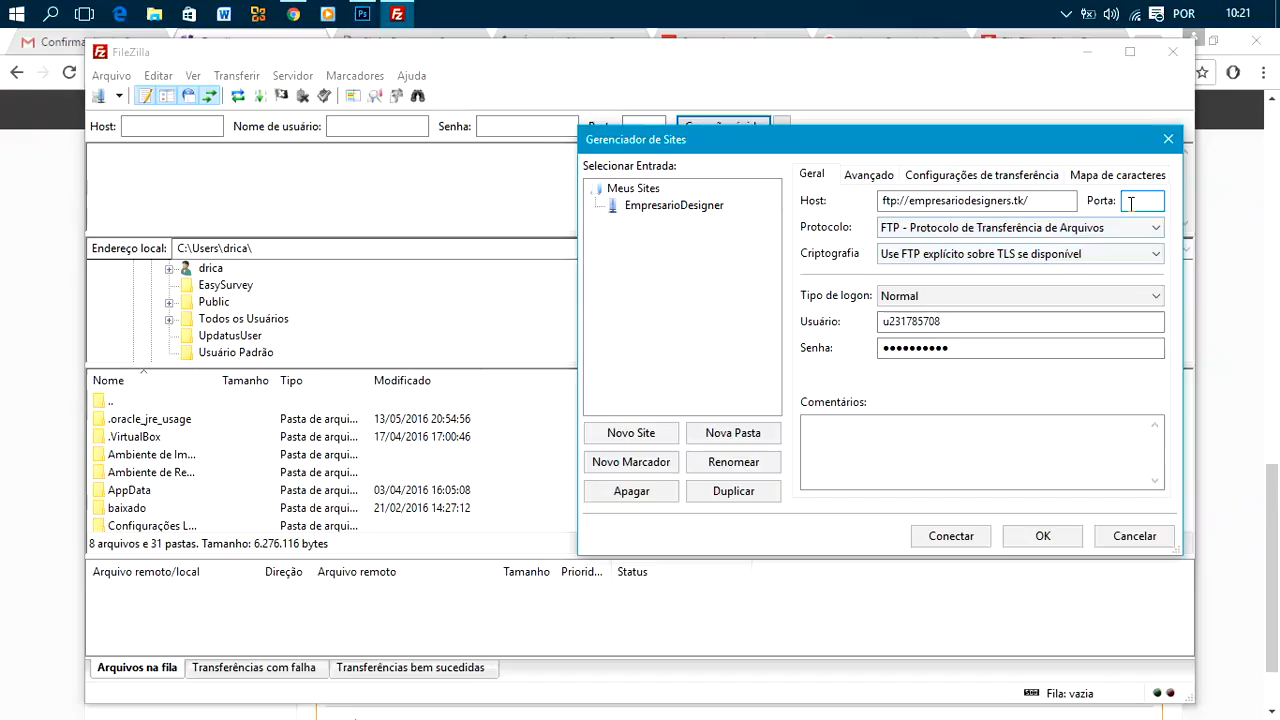 POR 10:21
Confirma
FileZilla
Arquivo Editar Ver Transferir Servidor Marcadores Ajuda
Host: Nome de usuário: Senha:
Gerenciador de Sites
Selecionar Entrada:
Meus Sites
EmpresarioDesigner
Novo Site Nova Pasta
Novo Marcador Renomear
Apagar Duplicar
Geral Avançado Configurações de transferência Mapa de caracteres
Host: ftp://empresariodesigners.tk/ Porta:
Protocolo: FTP - Protocolo de Transferência de Arquivos
Criptografia Use FTP explícito sobre TLS se disponível
Tipo de logon: Normal
Usuário: u231785708
Senha: ••••••••••
Comentários:
Conectar OK Cancelar
Endereço local: C:\Users\drica\
drica
EasySurvey
Public
Todos os Usuários
UpdatusUser
Usuário Padrão
Nome Tamanho Tipo Modificado
..
.oracle_jre_usage Pasta de arqui... 13/05/2016 20:54:56
.VirtualBox Pasta de arqui... 17/04/2016 17:00:46
Ambiente de Im... Pasta de arqui...
Ambiente de Re... Pasta de arqui...
AppData Pasta de arqui... 03/04/2016 16:05:08
baixado Pasta de arqui... 21/02/2016 14:27:12
Configurações L... Pasta de arqui...
8 arquivos e 31 pastas. Tamanho: 6.276.116 bytes
Arquivo remoto/local Direção Arquivo remoto Tamanho Priorid... Status
Arquivos na fila Transferências com falha Transferências bem sucedidas
Fila: vazia